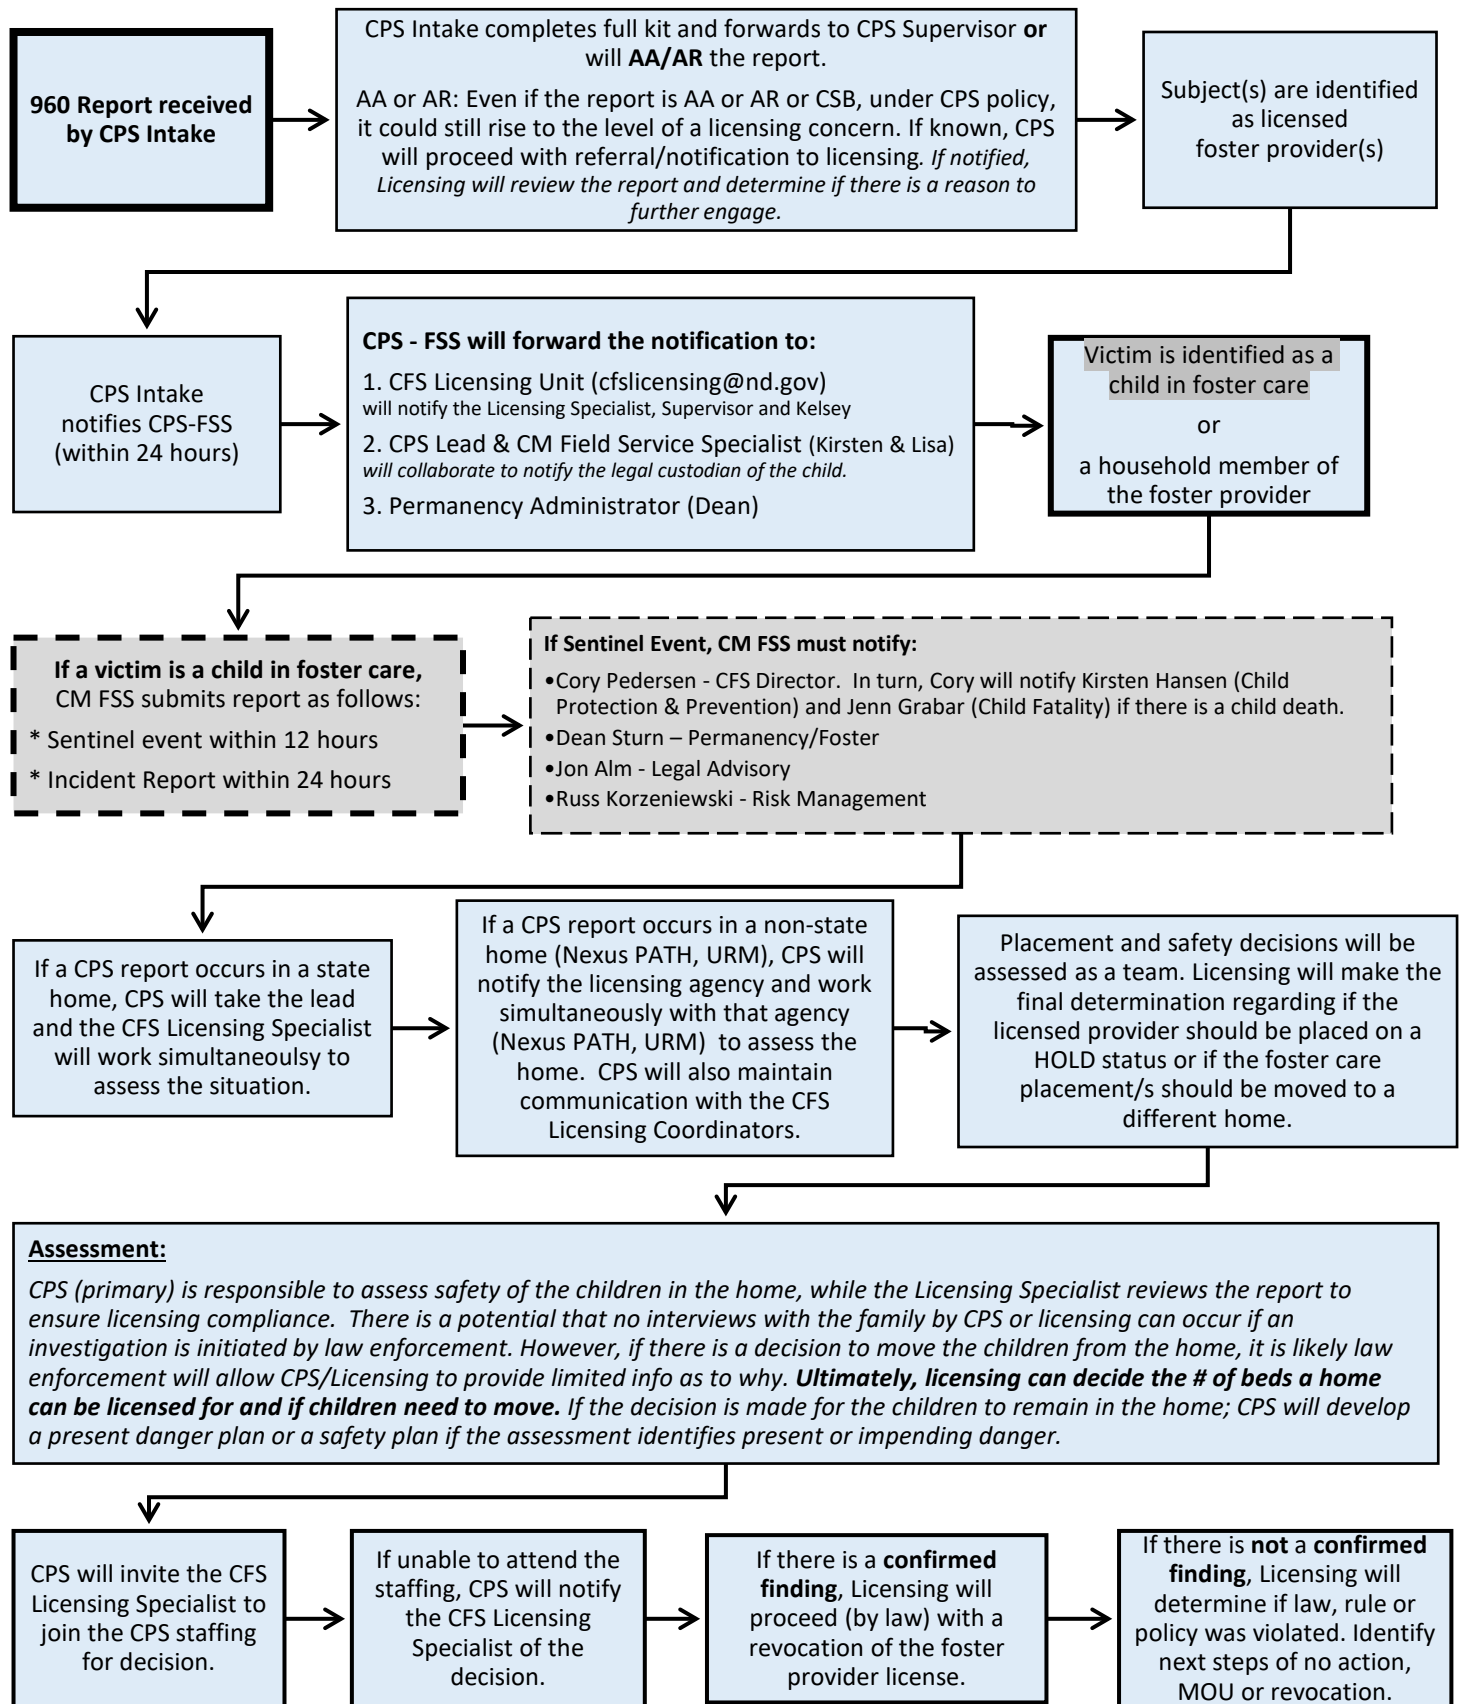 960 Report received
by CPS Intake
CPS Intake completes full kit and forwards to CPS Supervisor or
will AA/AR the report.
AA or AR: Even if the report is AA or AR or CSB, under CPS policy,
it could still rise to the level of a licensing concern. If known, CPS
will proceed with referral/notification to licensing. If notified,
Licensing will review the report and determine if there is a reason to
further engage.
Subject(s) are identified
as licensed
foster provider(s)
CPS Intake
notifies CPS-FSS
(within 24 hours)
CPS - FSS will forward the notification to:
1. CFS Licensing Unit (cfslicensing@nd.gov)
will notify the Licensing Specialist, Supervisor and Kelsey
2. CPS Lead & CM Field Service Specialist (Kirsten & Lisa)
will collaborate to notify the legal custodian of the child.
3. Permanency Administrator (Dean)
Victim is identified as a
child in foster care
or
a household member of
the foster provider
If a victim is a child in foster care,
CM FSS submits report as follows:
* Sentinel event within 12 hours
* Incident Report within 24 hours
If Sentinel Event, CM FSS must notify:
•Cory Pedersen - CFS Director.  In turn, Cory will notify Kirsten Hansen (Child
Protection & Prevention) and Jenn Grabar (Child Fatality) if there is a child death.
•Dean Sturn – Permanency/Foster
•Jon Alm - Legal Advisory
•Russ Korzeniewski - Risk Management
If a CPS report occurs in a state
home, CPS will take the lead
and the CFS Licensing Specialist
will work simultaneoulsy to
assess the situation.
If a CPS report occurs in a non-state
home (Nexus PATH, URM), CPS will
notify the licensing agency and work
simultaneously with that agency
(Nexus PATH, URM)  to assess the
home.  CPS will also maintain
communication with the CFS
Licensing Coordinators.
Placement and safety decisions will be
assessed as a team. Licensing will make the
final determination regarding if the
licensed provider should be placed on a
HOLD status or if the foster care
placement/s should be moved to a
different home.
Assessment:
CPS (primary) is responsible to assess safety of the children in the home, while the Licensing Specialist reviews the report to
ensure licensing compliance.  There is a potential that no interviews with the family by CPS or licensing can occur if an
investigation is initiated by law enforcement. However, if there is a decision to move the children from the home, it is likely law
enforcement will allow CPS/Licensing to provide limited info as to why. Ultimately, licensing can decide the # of beds a home
can be licensed for and if children need to move. If the decision is made for the children to remain in the home; CPS will develop
a present danger plan or a safety plan if the assessment identifies present or impending danger.
CPS will invite the CFS
Licensing Specialist to
join the CPS staffing
for decision.
If unable to attend the
staffing, CPS will notify
the CFS Licensing
Specialist of the
decision.
If there is a confirmed
finding, Licensing will
proceed (by law) with a
revocation of the foster
provider license.
If there is not a confirmed
finding, Licensing will
determine if law, rule or
policy was violated. Identify
next steps of no action,
MOU or revocation.